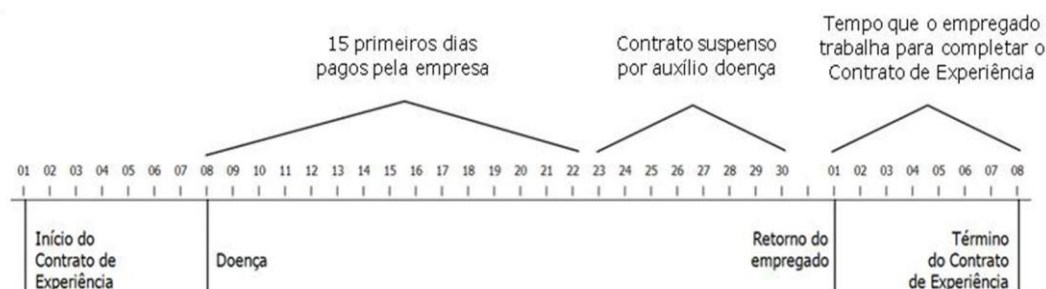 Tempo que o empregado
trabalha para completar o
Contrato de Experiência
15 primeiros dias
pagos pela empresa
Contrato suspenso
por auxílio doença
01 02 03 04 05 06 07 08 09 10 11 12 13 14 15 16 17 18 19 20 21 22 23 24 25 26 27 28 29 30 01 02 03 04 05 06 07 08
Início do
Contrato de
Experiência
Doença
Retorno do
empregado
Término
do Contrato
de Experiência